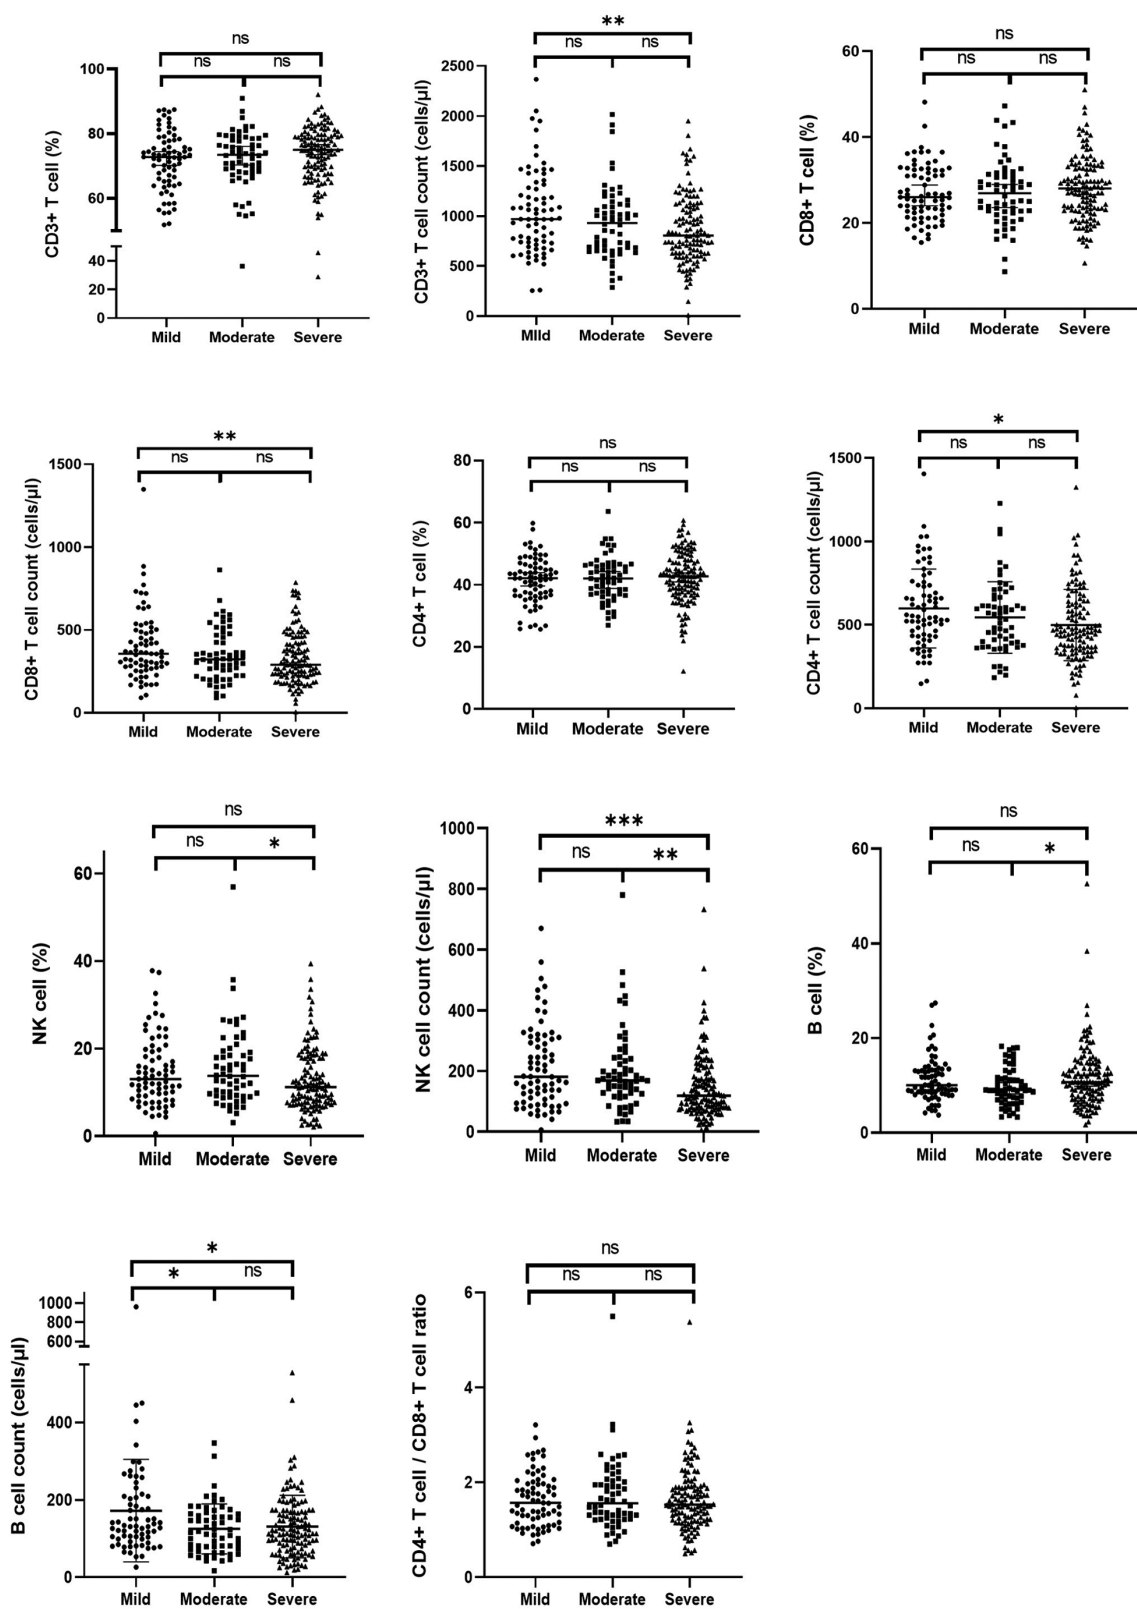 ns
ns ns
CD3+ T cell (%)
100
80
60
40
20
0
Mild Moderate Severe
**
ns ns
CD3+ T cell count (cells/µl)
2500
2000
1500
1000
500
0
MIld Moderate Severe
ns
ns ns
CD8+ T cell (%)
60
40
20
0
Mild Moderate Severe
**
ns ns
CD8+ T cell count (cells/µl)
1500
1000
500
0
Mild Moderate Severe
ns
ns ns
CD4+ T cell (%)
80
60
40
20
0
Mild Moderate Severe
*
ns ns
CD4+ T cell count (cells/µl)
1500
1000
500
0
Mild Moderate Severe
ns
ns *
NK cell (%)
60
40
20
0
Mild Moderate Severe
***
ns **
NK cell count (cells/µl)
1000
800
600
400
200
0
Mild Moderate Severe
ns
ns *
B cell (%)
60
40
20
0
Mild Moderate Severe
*
* ns
B cell count (cells/µl)
1000
800
600
400
200
0
Mild Moderate Severe
ns
ns ns
CD4+ T cell / CD8+ T cell ratio
6
4
2
0
Mild Moderate Severe